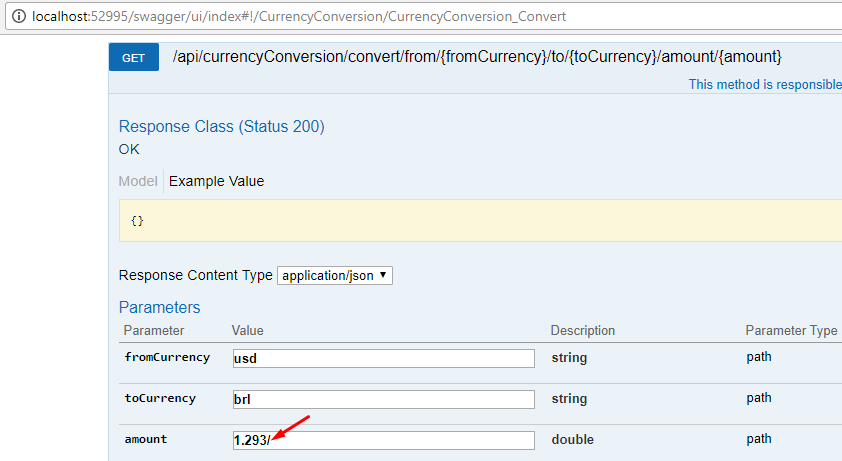 localhost:52995/swagger/ui/index#!/CurrencyConversion/CurrencyConversion_Convert
GET /api/currencyConversion/convert/from/{fromCurrency}/to/{toCurrency}/amount/{amount}
This method is responsible
Response Class (Status 200)
OK
Model Example Value
{}
Response Content Type application/json
Parameters
Parameter Value Description Parameter Type
fromCurrency usd string path
toCurrency brl string path
amount 1.293/ double path